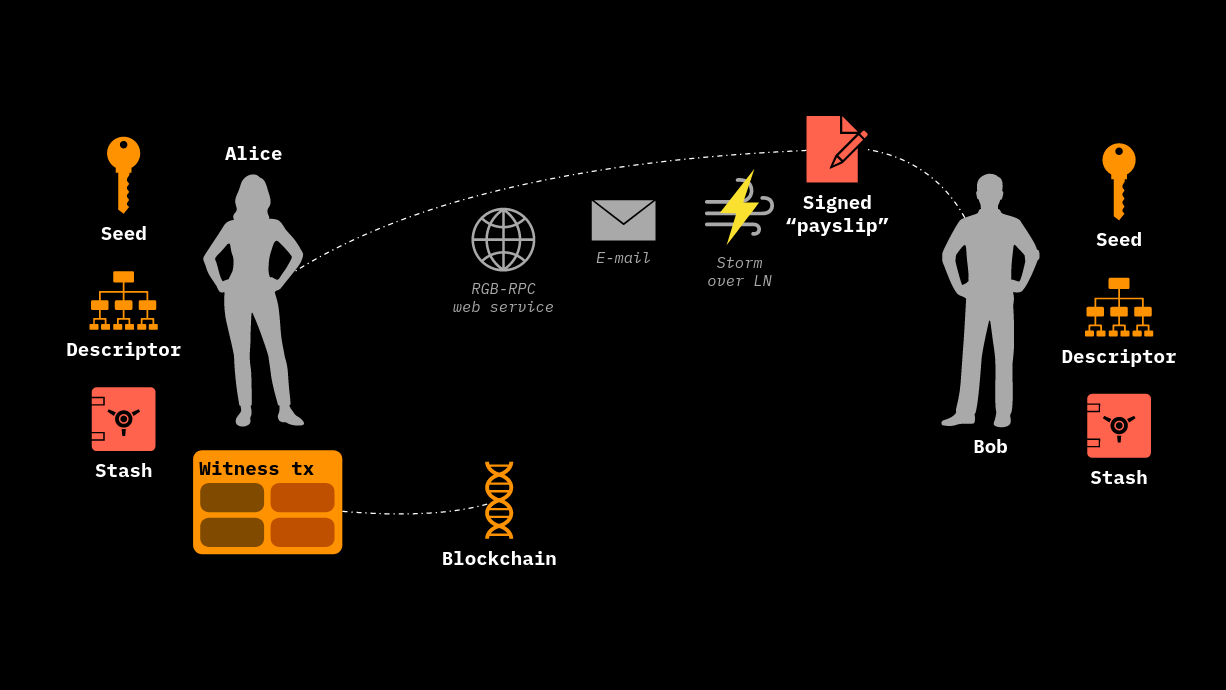 Alice
Seed
Descriptor
Stash
Witness tx
Blockchain
RGB-RPC
web service
E-mail
Storm
over LN
Signed
“payslip”
Bob
Seed
Descriptor
Stash